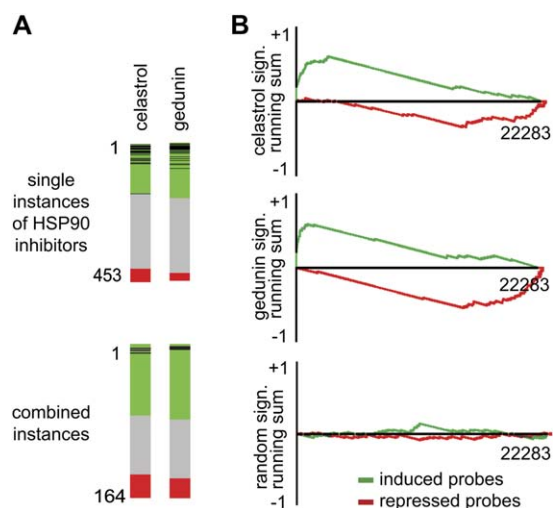 A
celastrol
gedunin
1
single
instances
of HSP90
inhibitors
453
1
combined
instances
164
B
+1
celastrol sign.
running sum
22283
-1
+1
gedunin sign.
running sum
22283
-1
+1
random sign.
running sum
22283
induced probes
repressed probes
-1